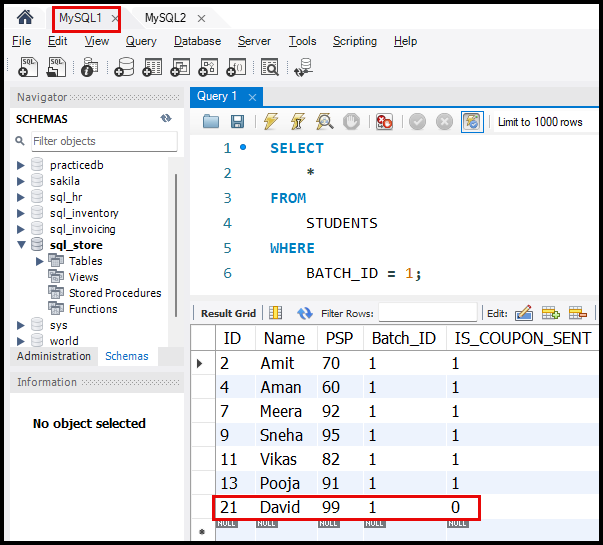 MySQL1 × MySQL2 ×
File Edit View Query Database Server Tools Scripting Help
Navigator
SCHEMAS
Filter objects
practicedb
sakila
sql_hr
sql_inventory
sql_invoicing
sql_store
Tables
Views
Stored Procedures
Functions
sys
world
Administration Schemas
Information
No object selected
Query 1 ×
Limit to 1000 rows
1 SELECT
2 *
3 FROM
4 STUDENTS
5 WHERE
6 BATCH_ID = 1;
Result Grid Filter Rows: Edit:
ID Name PSP Batch_ID IS_COUPON_SENT
2 Amit 70 1 1
4 Aman 60 1 1
7 Meera 92 1 1
9 Sneha 95 1 1
11 Vikas 82 1 1
13 Pooja 91 1 1
21 David 99 1 0
* NULL NULL NULL NULL NULL